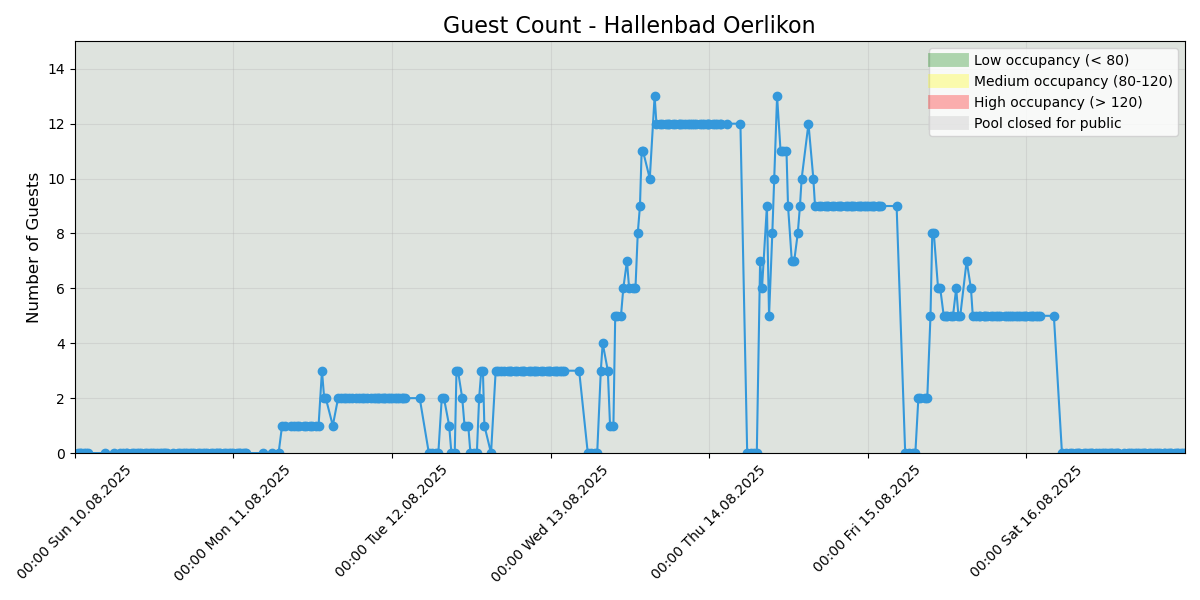 Guest Count - Hallenbad Oerlikon
Number of Guests
14
12
10
8
6
4
2
0
Low occupancy (< 80)
Medium occupancy (80-120)
High occupancy (> 120)
Pool closed for public
00:00 Sun 10.08.2025
00:00 Mon 11.08.2025
00:00 Tue 12.08.2025
00:00 Wed 13.08.2025
00:00 Thu 14.08.2025
00:00 Fri 15.08.2025
00:00 Sat 16.08.2025